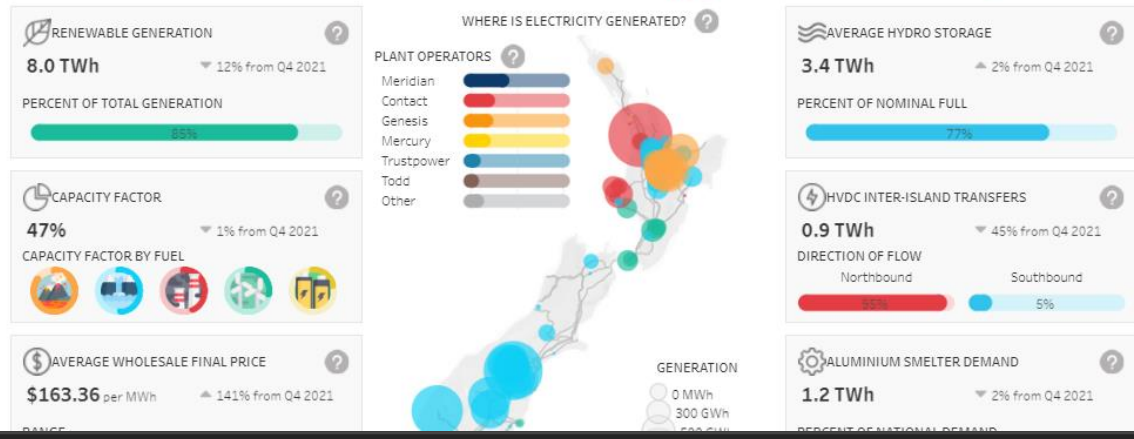 RENEWABLE GENERATION
8.0 TWh
▼ 12% from Q4 2021
PERCENT OF TOTAL GENERATION
85%
CAPACITY FACTOR
47%
▼ 1% from Q4 2021
CAPACITY FACTOR BY FUEL
AVERAGE WHOLESALE FINAL PRICE
$163.36 per MWh
▲ 141% from Q4 2021
WHERE IS ELECTRICITY GENERATED? ?
PLANT OPERATORS ?
Meridian
Contact
Genesis
Mercury
Trustpower
Todd
Other
GENERATION
0 MWh
300 GWh
AVERAGE HYDRO STORAGE
3.4 TWh
▲ 2% from Q4 2021
PERCENT OF NOMINAL FULL
77%
HVDC INTER-ISLAND TRANSFERS
0.9 TWh
▼ 45% from Q4 2021
DIRECTION OF FLOW
Northbound
95%
Southbound
5%
ALUMINIUM SMELTER DEMAND
1.2 TWh
▼ 2% from Q4 2021
PERCENT OF NATIONAL DEMAND